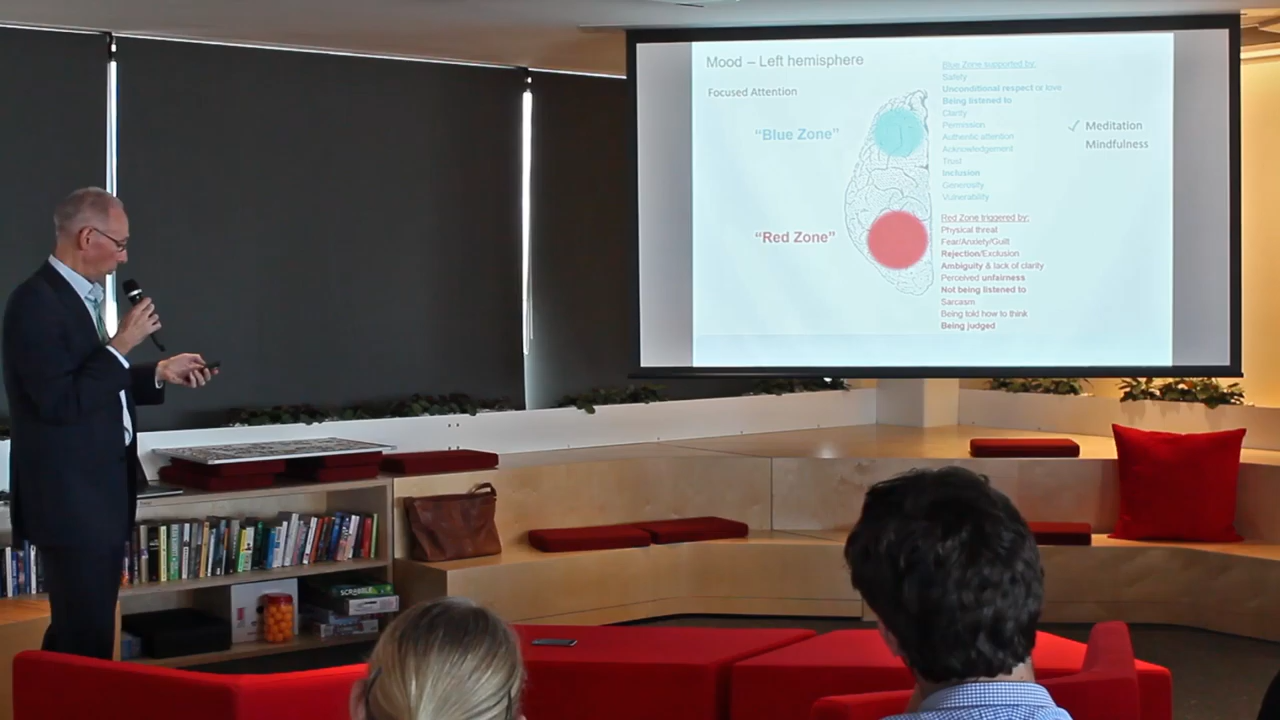 Mood – Left hemisphere
Focused Attention
“Blue Zone”
“Red Zone”
Blue Zone supported by:
Safety
Unconditional respect or love
Being listened to
Clarity
Permission
Authentic attention
Acknowledgement
Trust
Inclusion
Generosity
Vulnerability
Red Zone triggered by:
Physical threat
Fear/Anxiety/Guilt
Rejection/Exclusion
Ambiguity & lack of clarity
Perceived unfairness
Not being listened to
Sarcasm
Being told how to think
Being judged
✓ Meditation
Mindfulness
SCRABBLE